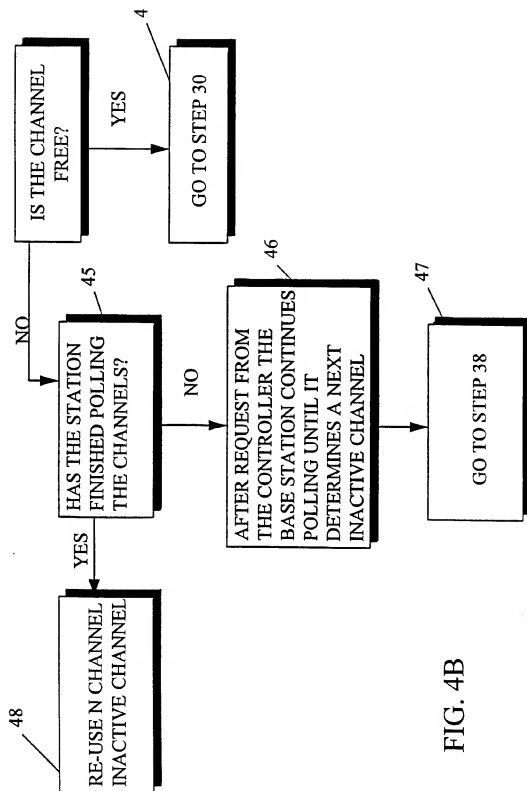 IS THE CHANNEL
FREE?
NO
YES
4
GO TO STEP 30
45
HAS THE STATION
FINISHED POLLING
THE CHANNELS?
YES
NO
48
RE-USE N CHANNEL
INACTIVE CHANNEL
46
AFTER REQUEST FROM
THE CONTROLLER THE
BASE STATION CONTINUES
POLLING UNTIL IT
DETERMINES A NEXT
INACTIVE CHANNEL
47
GO TO STEP 38
FIG. 4B